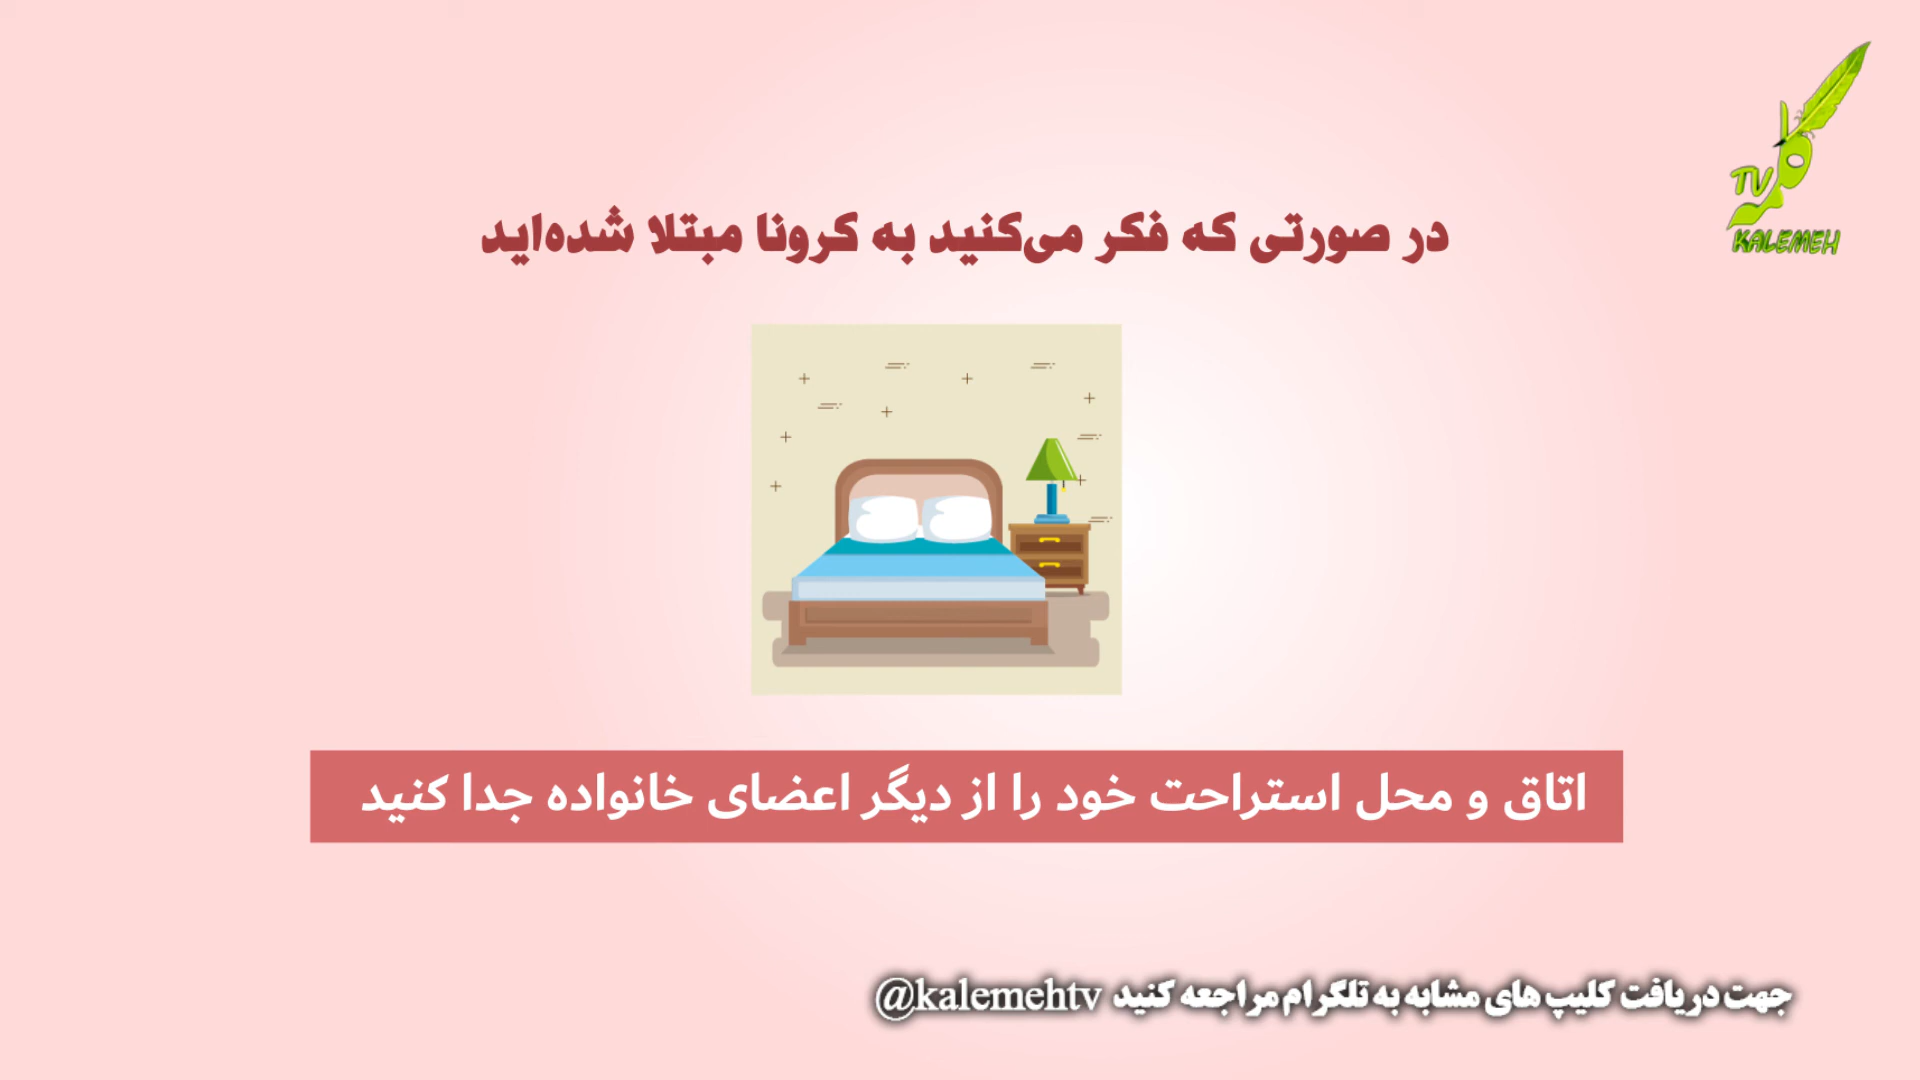 در صورتی که فکر می‌کنید به کرونا مبتلا شده‌اید
TV
KALEMEH
اتاق و محل استراحت خود را از دیگر اعضای خانواده جدا کنید
جهت دریافت کلیپ های مشابه به تلگرام مراجعه کنید @kalemehtv